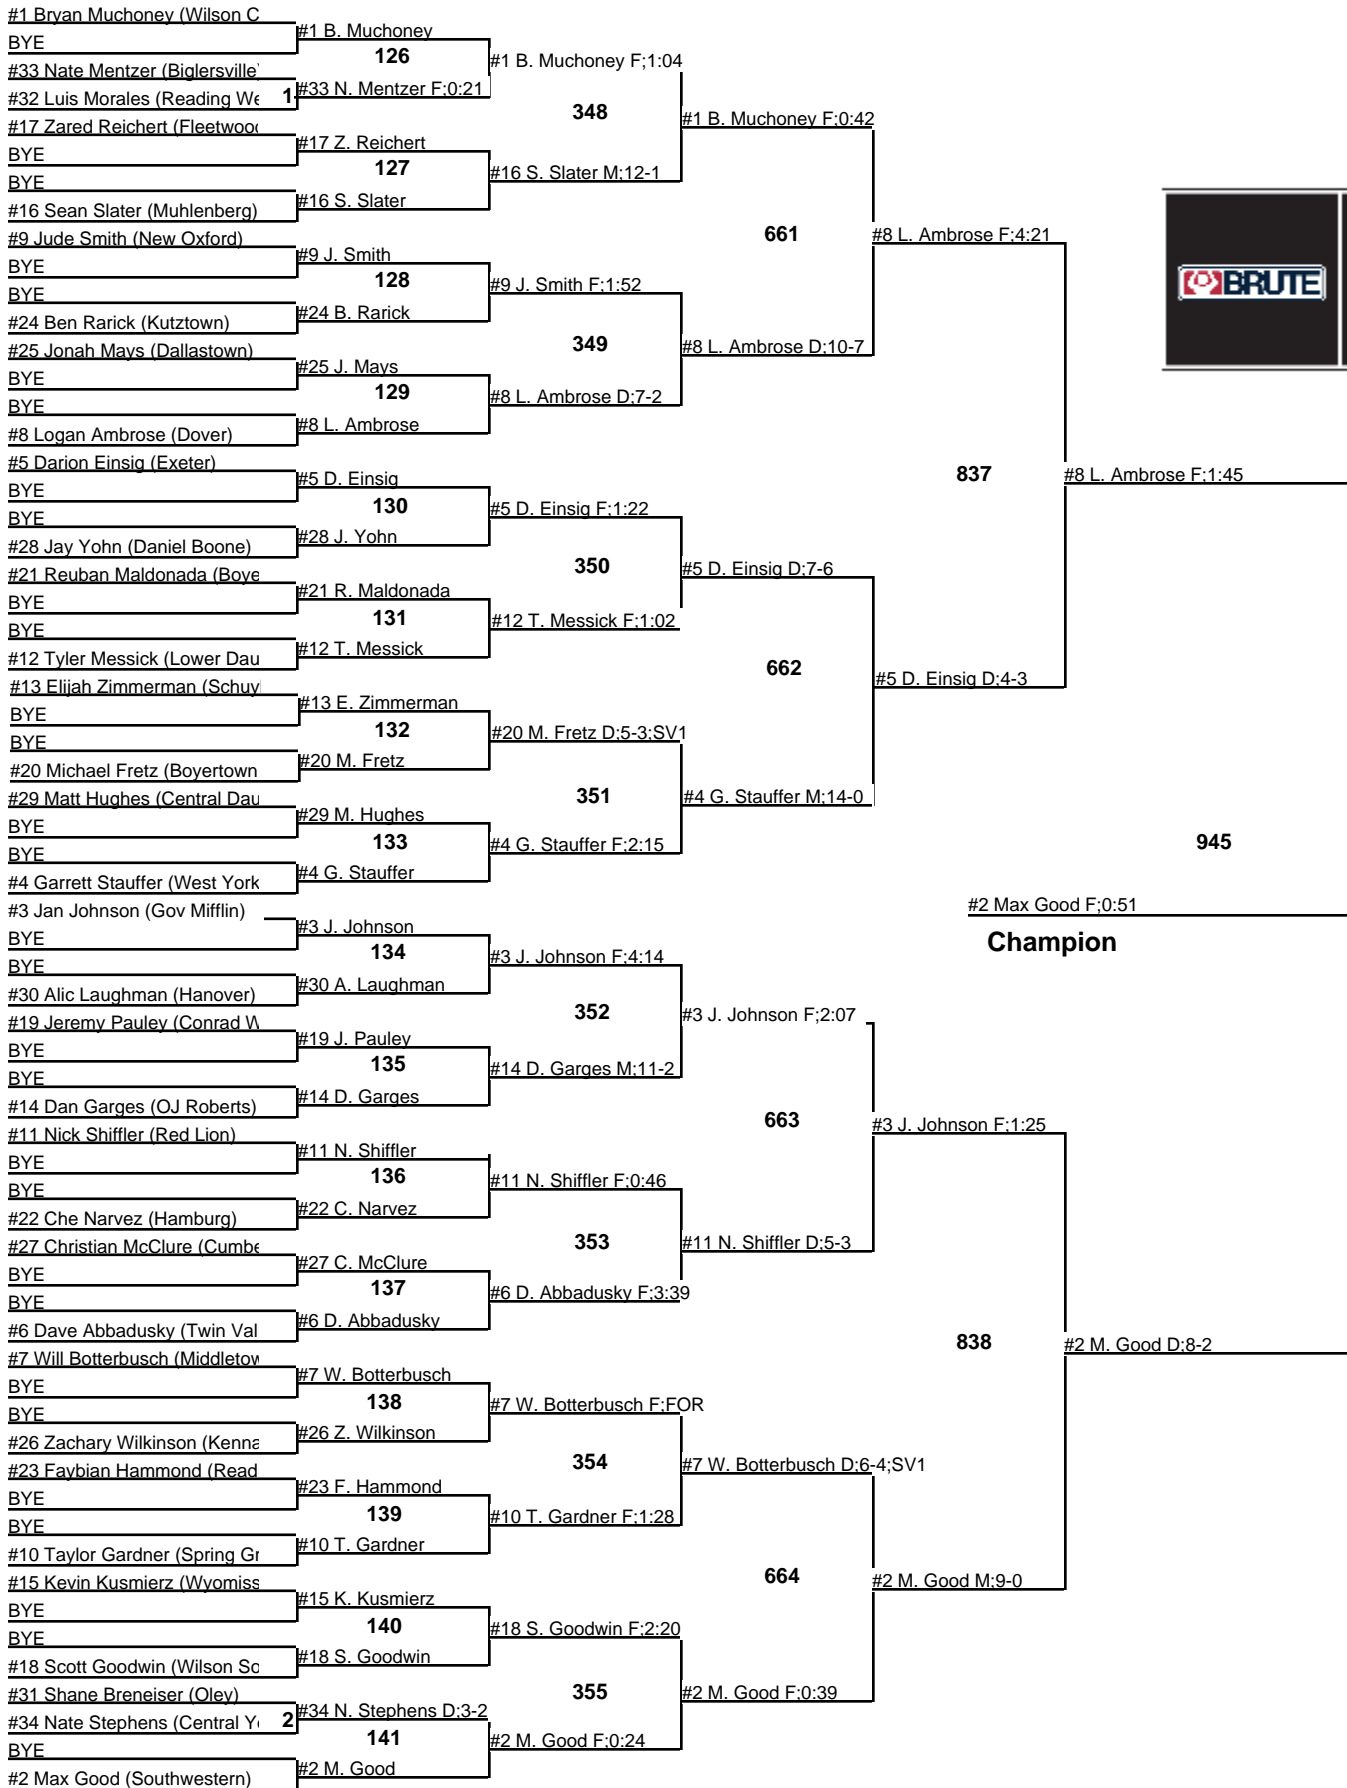 #1 Bryan Muchoney (Wilson C
BYE
#33 Nate Mentzer (Biglersville)
#32 Luis Morales (Reading We
#17 Zared Reichert (Fleetwood
BYE
BYE
#16 Sean Slater (Muhlenberg)
#9 Jude Smith (New Oxford)
BYE
BYE
#24 Ben Rarick (Kutztown)
#25 Jonah Mays (Dallastown)
BYE
BYE
#8 Logan Ambrose (Dover)
#5 Darion Einsig (Exeter)
BYE
BYE
#28 Jay Yohn (Daniel Boone)
#21 Reuban Maldonada (Boye
BYE
BYE
#12 Tyler Messick (Lower Dau
#13 Elijah Zimmerman (Schuy
BYE
BYE
#20 Michael Fretz (Boyertown
#29 Matt Hughes (Central Dau
BYE
BYE
#4 Garrett Stauffer (West York
#3 Jan Johnson (Gov Mifflin)
BYE
BYE
#30 Alic Laughman (Hanover)
#19 Jeremy Pauley (Conrad W
BYE
BYE
#14 Dan Garges (OJ Roberts)
#11 Nick Shiffler (Red Lion)
BYE
BYE
#22 Che Narvez (Hamburg)
#27 Christian McClure (Cumbe
BYE
BYE
#6 Dave Abbadusky (Twin Val
#7 Will Botterbusch (Middletow
BYE
BYE
#26 Zachary Wilkinson (Kenna
#23 Faybian Hammond (Read
BYE
BYE
#10 Taylor Gardner (Spring Gr
#15 Kevin Kusmierz (Wyomiss
BYE
BYE
#18 Scott Goodwin (Wilson So
#31 Shane Breneiser (Oley)
#34 Nate Stephens (Central Yo
BYE
#2 Max Good (Southwestern)
1
2
#1 B. Muchoney
126
#33 N. Mentzer F;0:21
#17 Z. Reichert
127
#16 S. Slater
#9 J. Smith
128
#24 B. Rarick
#25 J. Mays
129
#8 L. Ambrose
#5 D. Einsig
130
#28 J. Yohn
#21 R. Maldonada
131
#12 T. Messick
#13 E. Zimmerman
132
#20 M. Fretz
#29 M. Hughes
133
#4 G. Stauffer
#3 J. Johnson
134
#30 A. Laughman
#19 J. Pauley
135
#14 D. Garges
#11 N. Shiffler
136
#22 C. Narvez
#27 C. McClure
137
#6 D. Abbadusky
#7 W. Botterbusch
138
#26 Z. Wilkinson
#23 F. Hammond
139
#10 T. Gardner
#15 K. Kusmierz
140
#18 S. Goodwin
#34 N. Stephens D;3-2
141
#2 M. Good
#1 B. Muchoney F;1:04
348
#16 S. Slater M;12-1
#9 J. Smith F;1:52
349
#8 L. Ambrose D;7-2
#5 D. Einsig F;1:22
350
#12 T. Messick F;1:02
#20 M. Fretz D;5-3;SV1
351
#4 G. Stauffer F;2:15
#3 J. Johnson F;4:14
352
#14 D. Garges M;11-2
#11 N. Shiffler F;0:46
353
#6 D. Abbadusky F;3:39
#7 W. Botterbusch F;FOR
354
#10 T. Gardner F;1:28
#18 S. Goodwin F;2:20
355
#2 M. Good F;0:24
#1 B. Muchoney F;0:42
661
#8 L. Ambrose D;10-7
#5 D. Einsig D;7-6
662
#4 G. Stauffer M;14-0
#3 J. Johnson F;2:07
663
#11 N. Shiffler D;5-3
#7 W. Botterbusch D;6-4;SV1
664
#2 M. Good F;0:39
#8 L. Ambrose F;4:21
837
#5 D. Einsig D;4-3
#3 J. Johnson F;1:25
838
#2 M. Good M;9-0
BRUTE
#8 L. Ambrose F;1:45
945
#2 M. Good D;8-2
#2 Max Good F;0:51
Champion